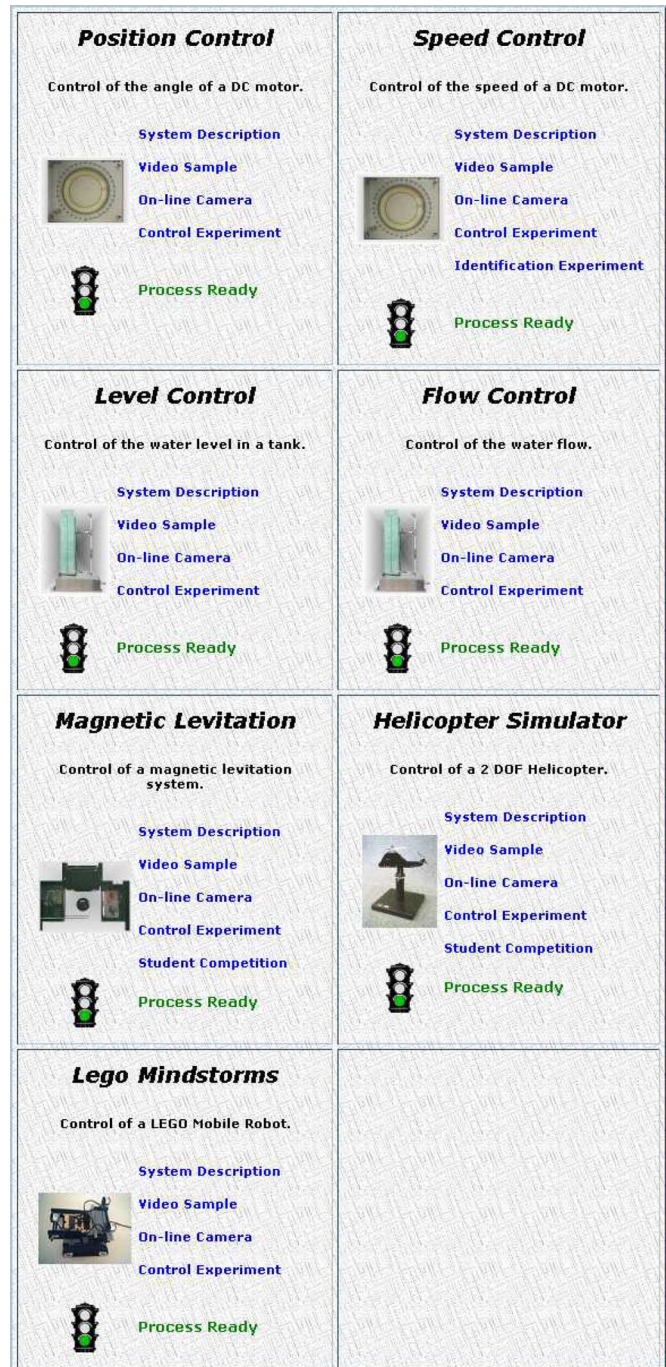 Position Control
Control of the angle of a DC motor.
System Description
Video Sample
On-line Camera
Control Experiment
Process Ready
Speed Control
Control of the speed of a DC motor.
System Description
Video Sample
On-line Camera
Control Experiment
Identification Experiment
Process Ready
Level Control
Control of the water level in a tank.
System Description
Video Sample
On-line Camera
Control Experiment
Process Ready
Flow Control
Control of the water flow.
System Description
Video Sample
On-line Camera
Control Experiment
Process Ready
Magnetic Levitation
Control of a magnetic levitation
system.
System Description
Video Sample
On-line Camera
Control Experiment
Student Competition
Process Ready
Helicopter Simulator
Control of a 2 DOF Helicopter.
System Description
Video Sample
On-line Camera
Control Experiment
Student Competition
Process Ready
Lego Mindstorms
Control of a LEGO Mobile Robot.
System Description
Video Sample
On-line Camera
Control Experiment
Process Ready